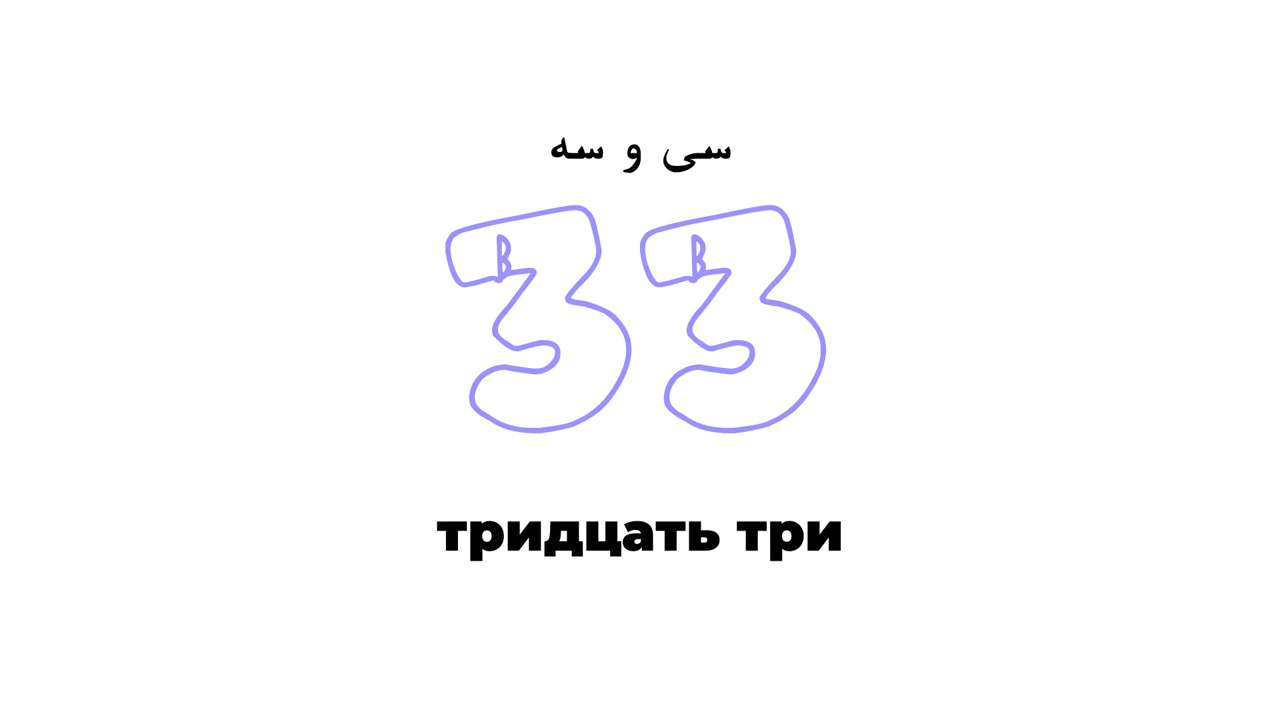 سی و سه
33
тридцать три